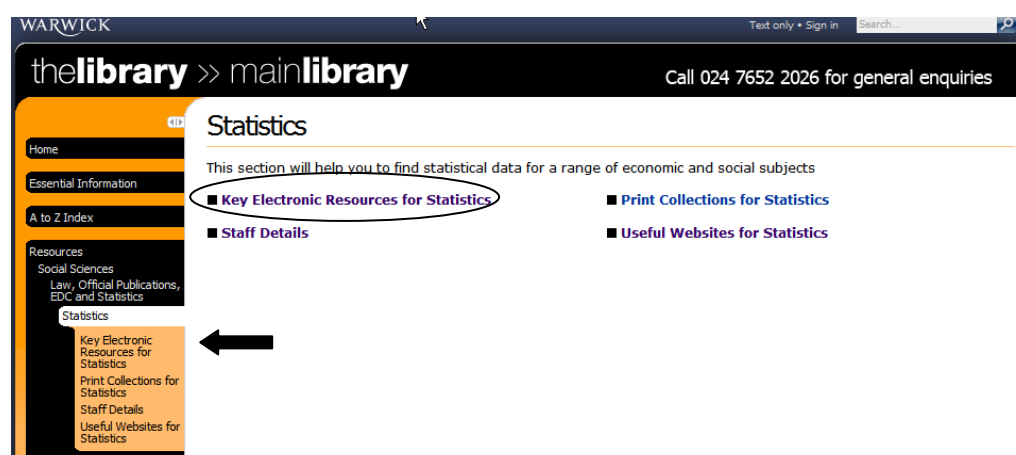 WARWICK
Text only • Sign in
Search...
thelibrary >> mainlibrary
Call 024 7652 2026 for general enquiries
Home
Essential Information
A to Z Index
Resources
Social Sciences
Law, Official Publications,
EDC and Statistics
Statistics
Key Electronic
Resources for
Statistics
Print Collections for
Statistics
Staff Details
Useful Websites for
Statistics
Statistics
This section will help you to find statistical data for a range of economic and social subjects
Key Electronic Resources for Statistics
Print Collections for Statistics
Staff Details
Useful Websites for Statistics